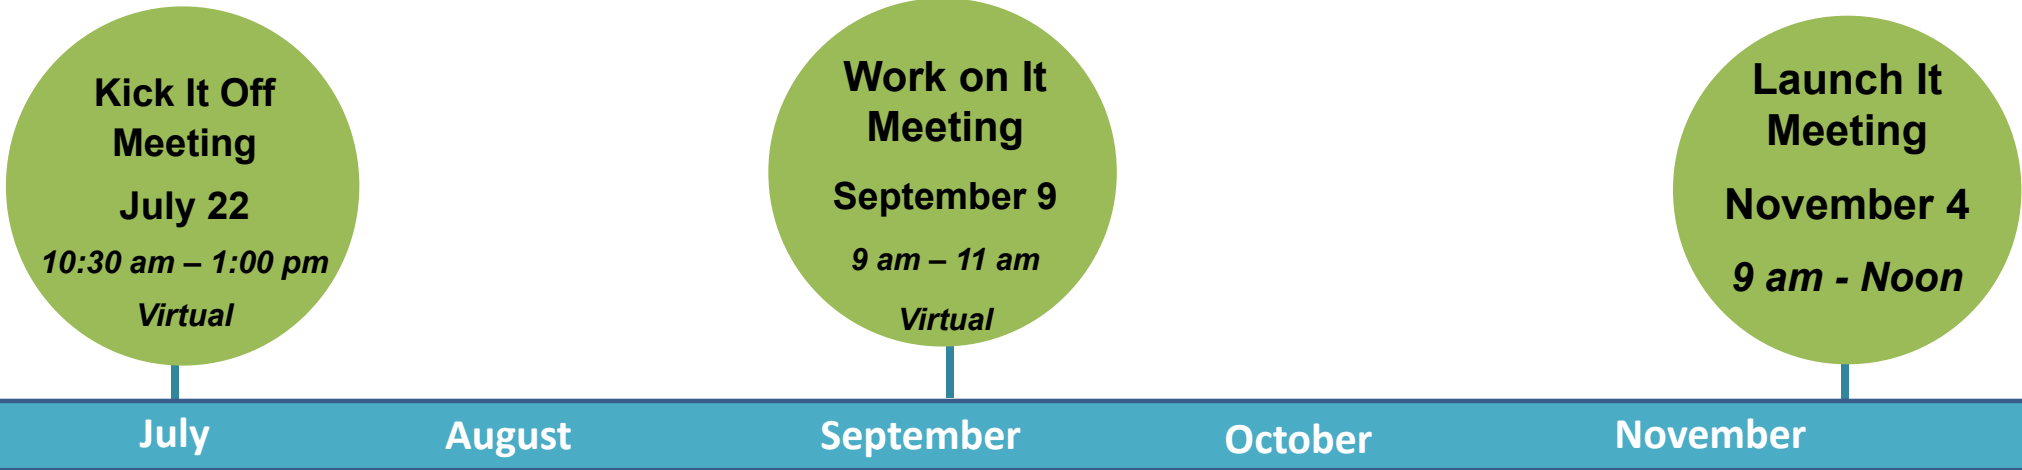 Kick It Off
Meeting
July 22
10:30 am – 1:00 pm
Virtual
Work on It
Meeting
September 9
9 am – 11 am
Virtual
Launch It
Meeting
November 4
9 am - Noon
July
August
September
October
November